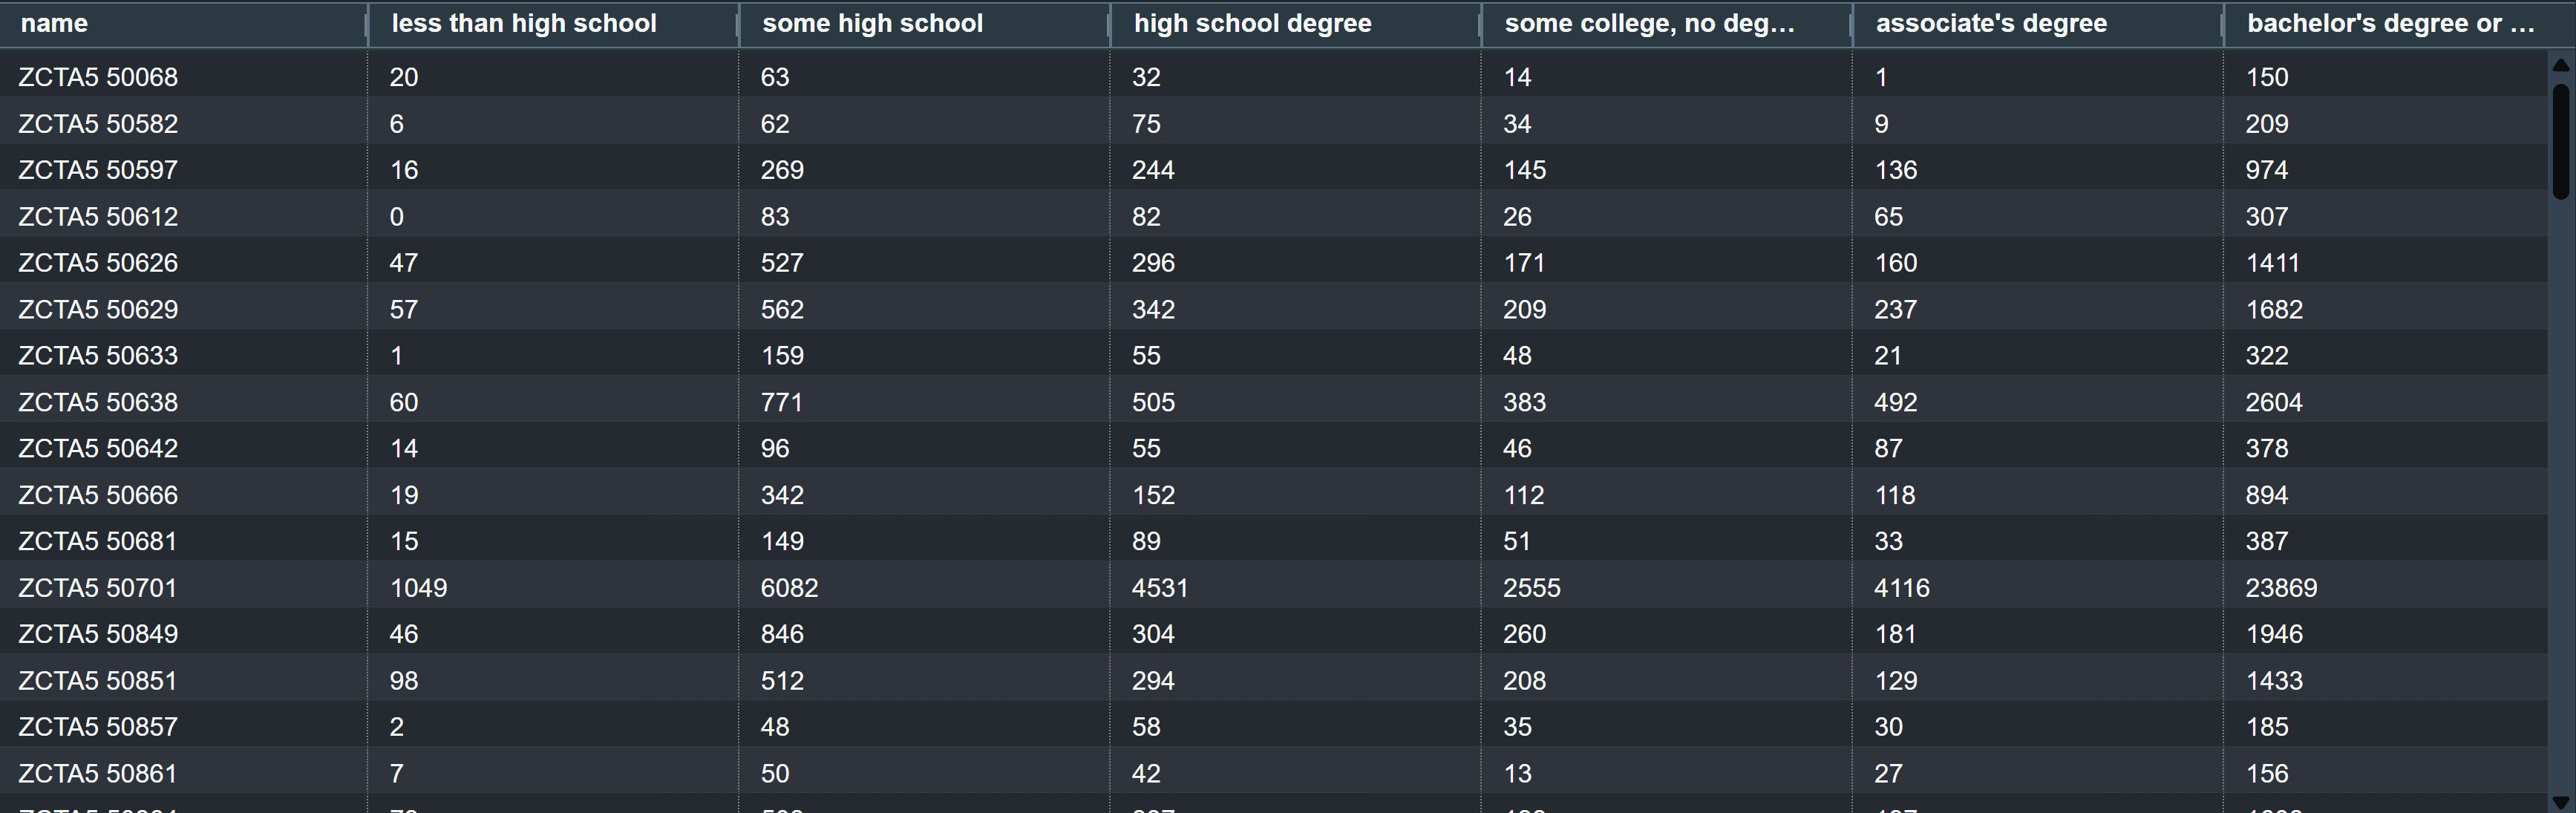 name less than high school some high school high school degree some college, no deg… associate's degree bachelor's degree or …
ZCTA5 50068 20 63 32 14 1 150
ZCTA5 50582 6 62 75 34 9 209
ZCTA5 50597 16 269 244 145 136 974
ZCTA5 50612 0 83 82 26 65 307
ZCTA5 50626 47 527 296 171 160 1411
ZCTA5 50629 57 562 342 209 237 1682
ZCTA5 50633 1 159 55 48 21 322
ZCTA5 50638 60 771 505 383 492 2604
ZCTA5 50642 14 96 55 46 87 378
ZCTA5 50666 19 342 152 112 118 894
ZCTA5 50681 15 149 89 51 33 387
ZCTA5 50701 1049 6082 4531 2555 4116 23869
ZCTA5 50849 46 846 304 260 181 1946
ZCTA5 50851 98 512 294 208 129 1433
ZCTA5 50857 2 48 58 35 30 185
ZCTA5 50861 7 50 42 13 27 156